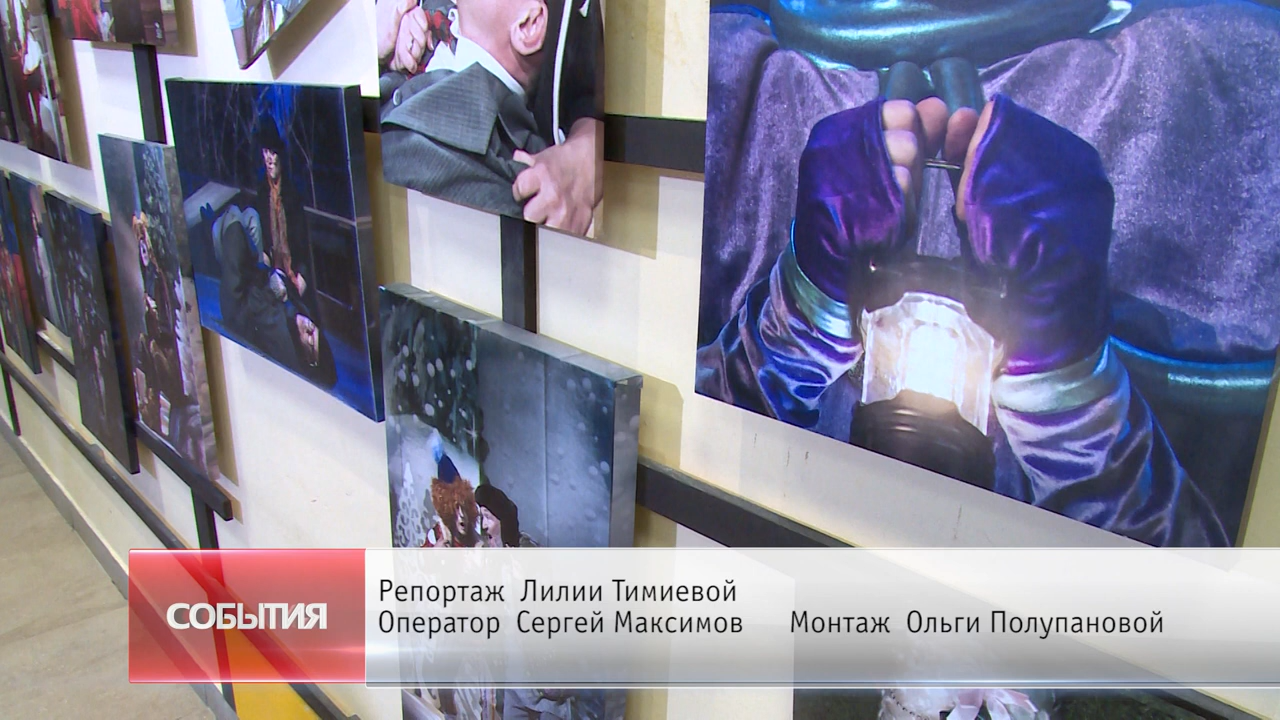 СОБЫТИЯ
Репортаж Лилии Тимиевой
Оператор Сергей Максимов Монтаж Ольги Полупановой